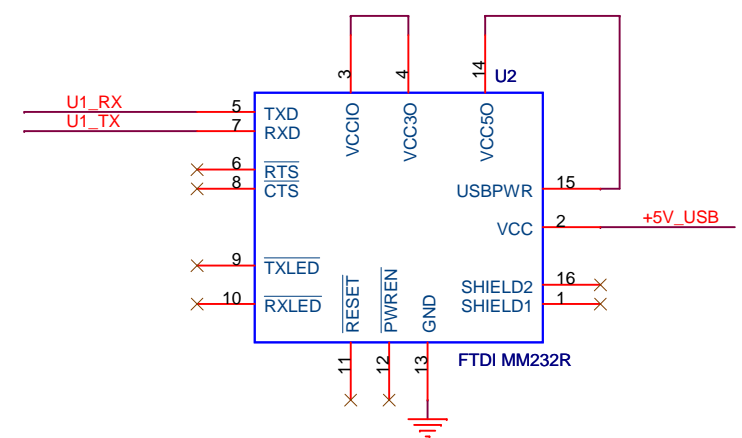 3
4
14
U2
U1_RX
5
TXD
VCCIO
VCC3O
VCC5O
U1_TX
7
RXD
6
RTS
8
CTS
USBPWR
15
VCC
2
+5V_USB
9
TXLED
SHIELD2
16
10
RXLED
SHIELD1
1
RESET
PWREN
GND
11
12
13
FTDI MM232R